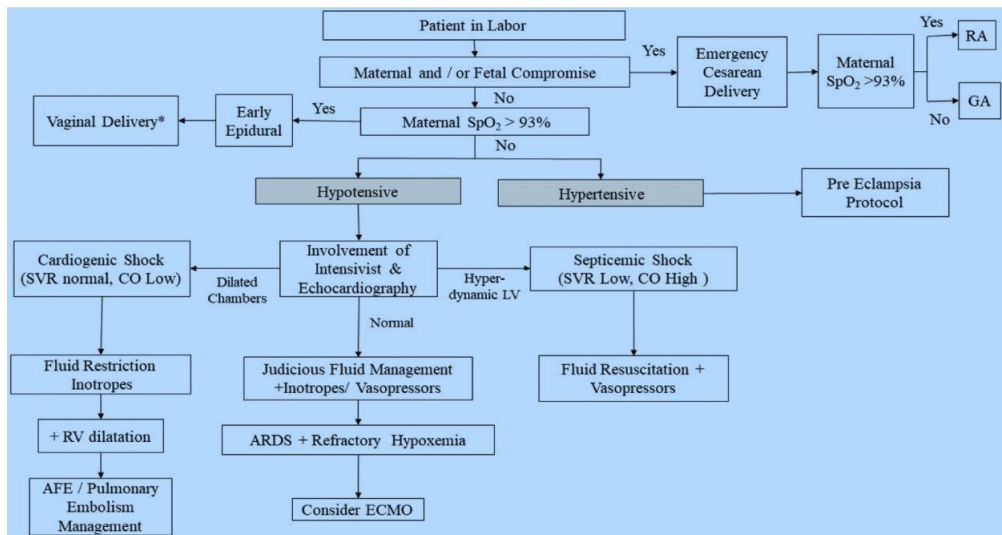 Patient in Labor
Maternal and / or Fetal Compromise
Yes
Emergency
Cesarean
Delivery
Maternal
SpO₂ >93%
Yes
RA
No
GA
No
Maternal SpO₂ > 93%
Yes
Early
Epidural
Vaginal Delivery*
No
Hypotensive
Hypertensive
Pre Eclampsia
Protocol
Involvement of
Intensivist &
Echocardiography
Dilated
Chambers
Cardiogenic Shock
(SVR normal, CO Low)
Hyper-
dynamic LV
Septicemic Shock
(SVR Low, CO High )
Normal
Fluid Restriction
Inotropes
Judicious Fluid Management
+Inotropes/ Vasopressors
Fluid Resuscitation +
Vasopressors
+ RV dilatation
ARDS + Refractory Hypoxemia
AFE / Pulmonary
Embolism
Management
Consider ECMO